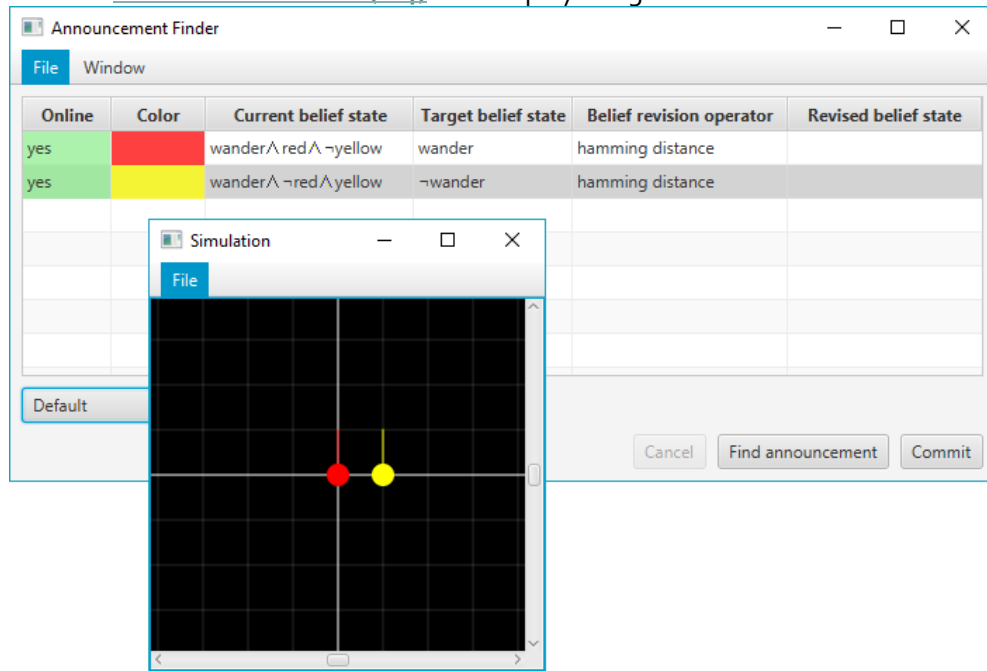 Announcement Finder
File Window
Online Color Current belief state Target belief state Belief revision operator Revised belief state
yes wander∧red∧¬yellow wander hamming distance
yes wander∧¬red∧yellow ¬wander hamming distance
Simulation
File
Default
Cancel Find announcement Commit